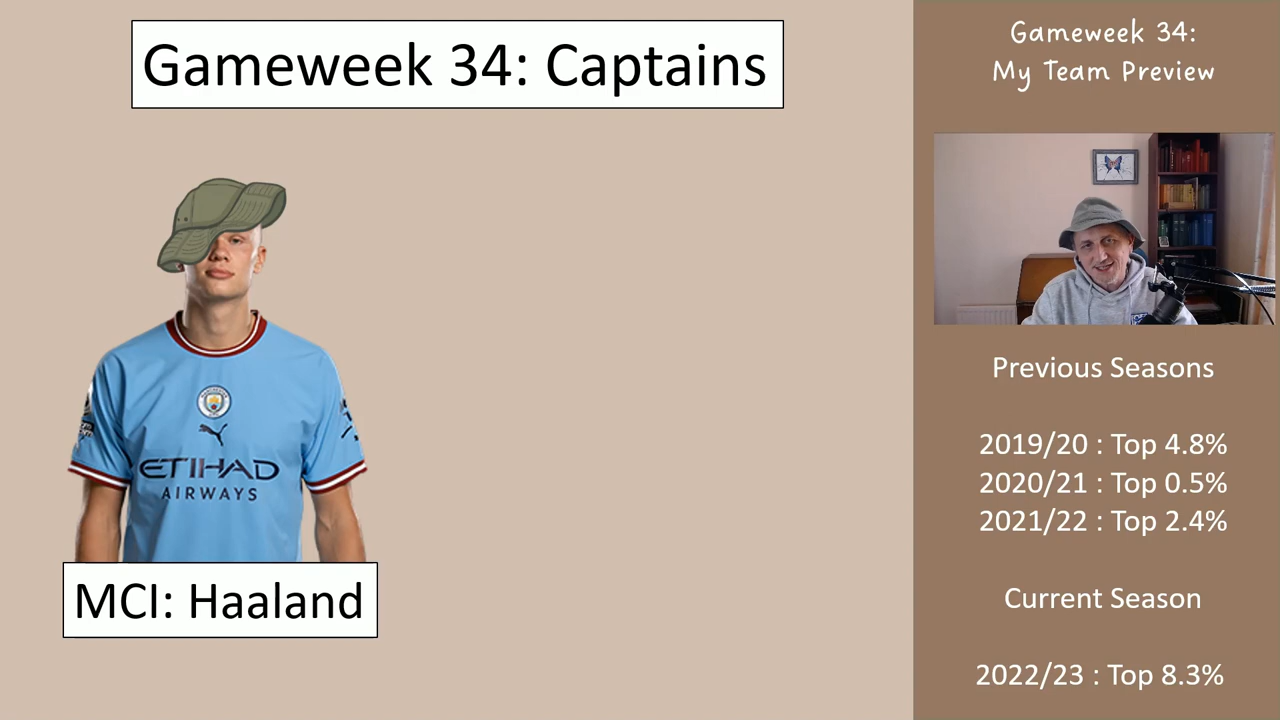 Gameweek 34: Captains
ETIHAD
AIRWAYS
MCI: Haaland
Gameweek 34:
My Team Preview
Previous Seasons
2019/20 : Top 4.8%
2020/21 : Top 0.5%
2021/22 : Top 2.4%
Current Season
2022/23 : Top 8.3%